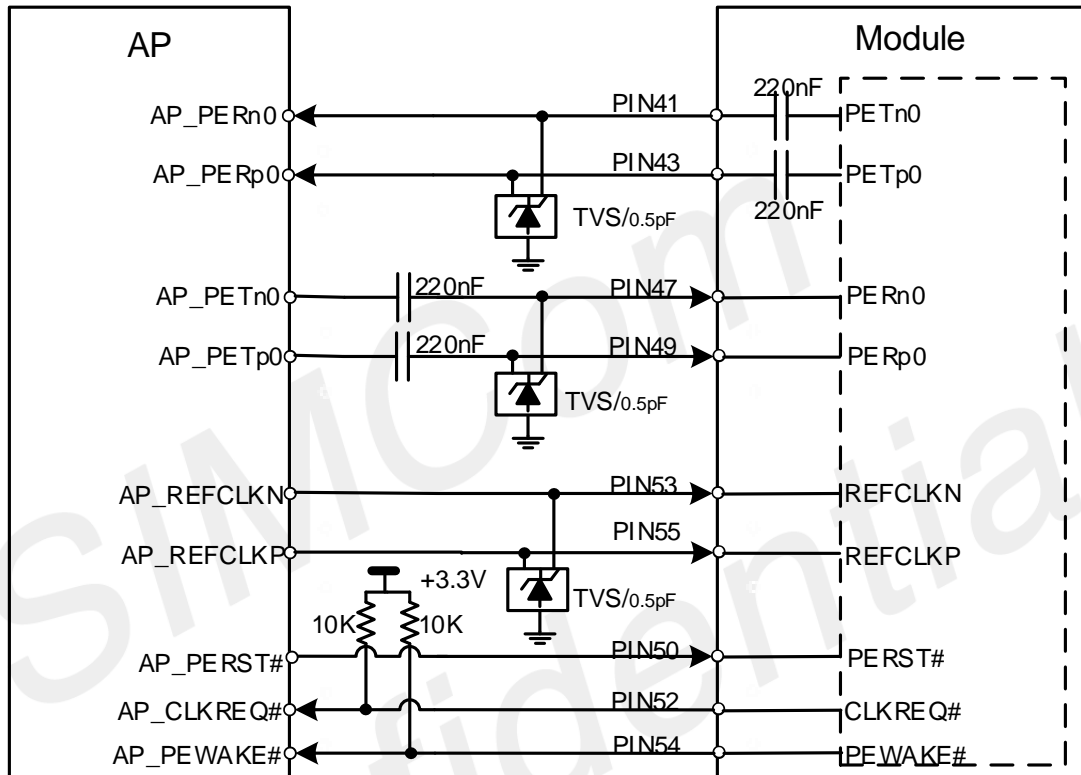 AP
Module
220nF
AP_PERn0
PIN41
PETn0
AP_PERp0
PIN43
PETp0
220nF
TVS/0.5pF
AP_PETn0
220nF
PIN47
PERn0
AP_PETp0
220nF
PIN49
PERp0
TVS/0.5pF
AP_REFCLKN
PIN53
REFCLKN
AP_REFCLKP
PIN55
REFCLKP
+3.3V
TVS/0.5pF
10K
10K
AP_PERST#
PIN50
PERST#
AP_CLKREQ#
PIN52
CLKREQ#
AP_PEWAKE#
PIN54
PEWAKE#
SIMCom
fidential